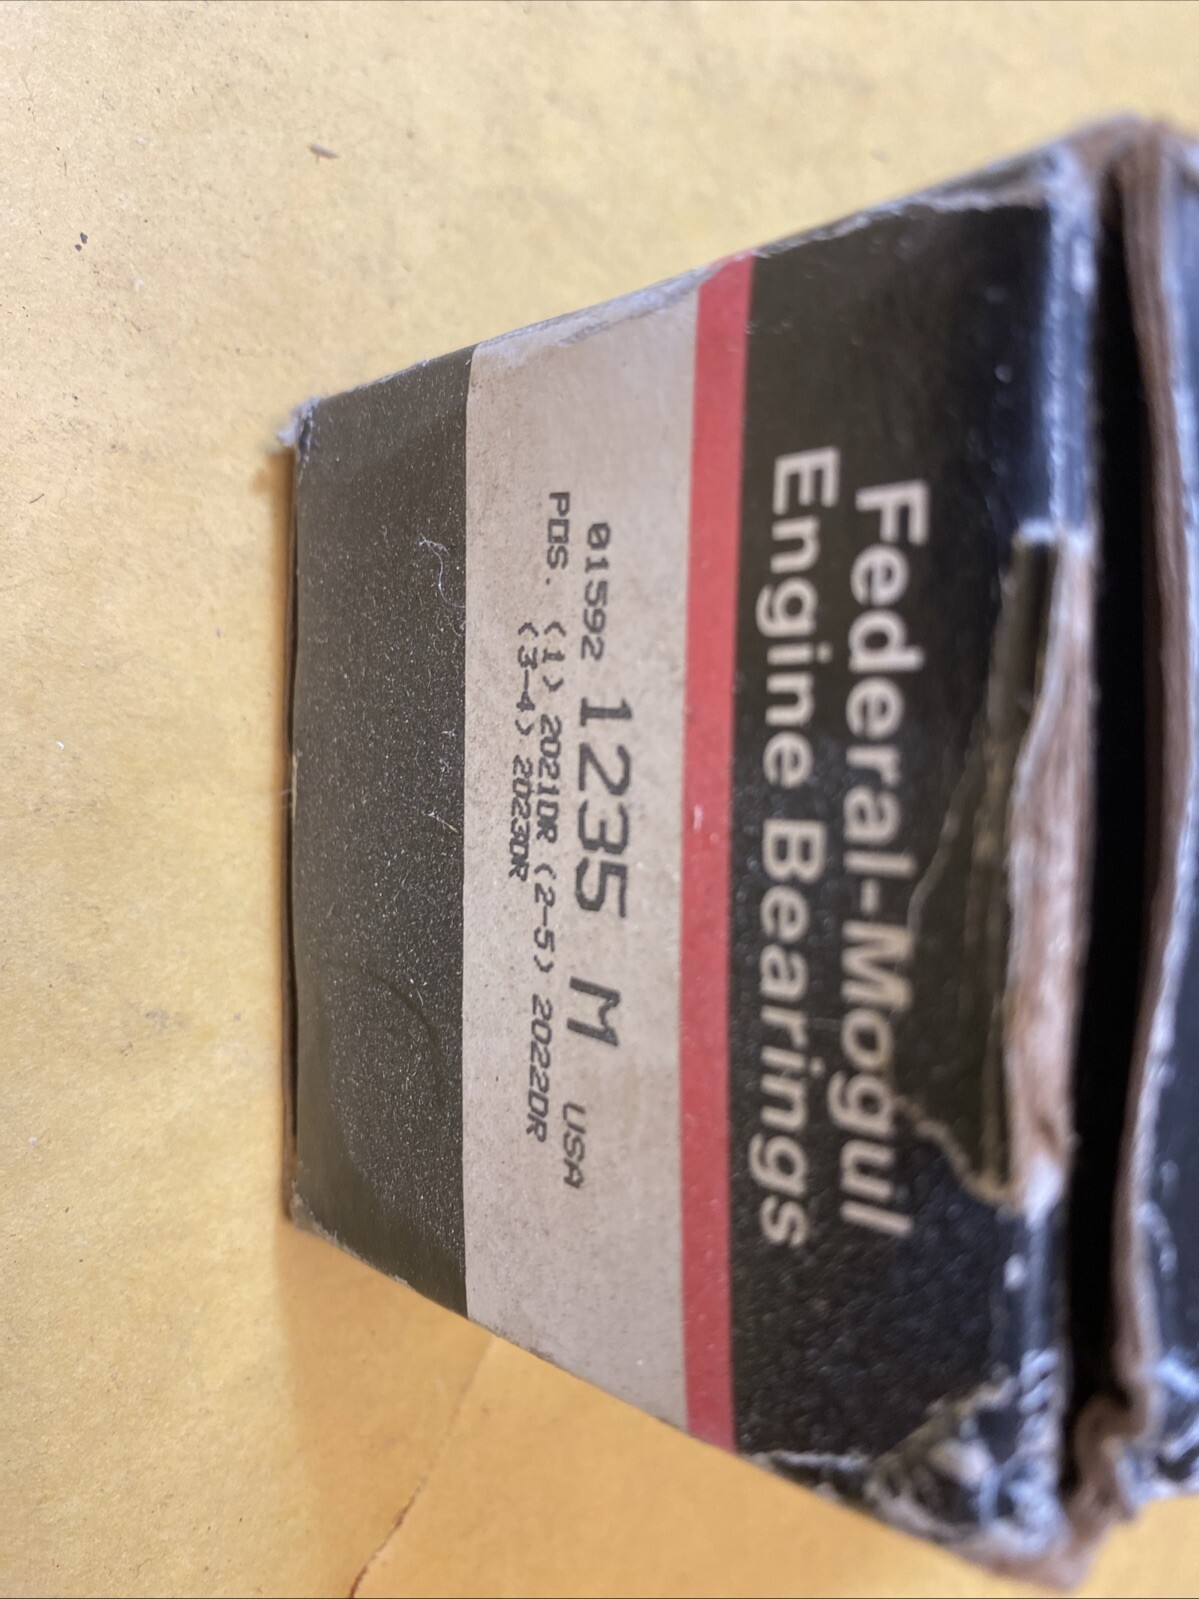 Federal-Mogul
Engine Bearings
01592 1235 M USA
POS. (1) 2021DR (2-5) 2022DR
(3-4) 2023DR